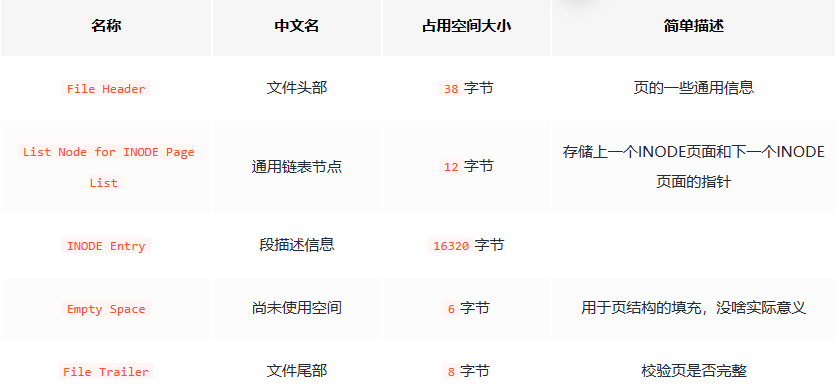 名称 中文名 占用空间大小 简单描述
File Header 文件头部 38 字节 页的一些通用信息
List Node for INODE Page List 通用链表节点 12 字节 存储上一个INODE页面和下一个INODE页面的指针
INODE Entry 段描述信息 16320 字节
Empty Space 尚未使用空间 6 字节 用于页结构的填充，没啥实际意义
File Trailer 文件尾部 8 字节 校验页是否完整